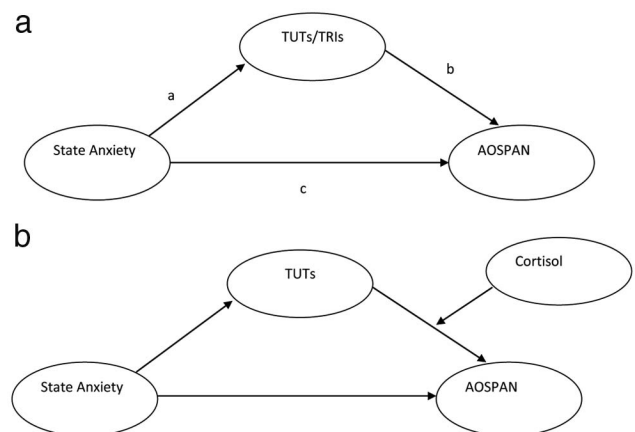 a
TUTs/TRIs
a
b
State Anxiety
AOSPAN
c
b
TUTs
Cortisol
State Anxiety
AOSPAN